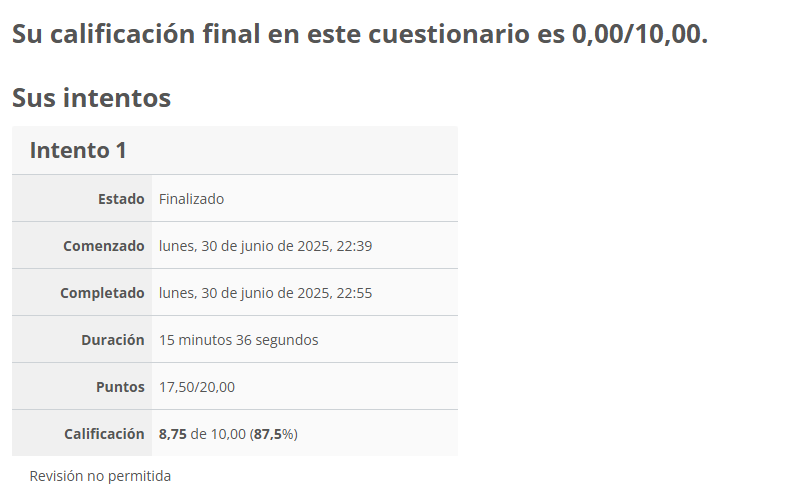 Su calificación final en este cuestionario es 0,00/10,00.
Sus intentos
Intento 1
Estado Finalizado
Comenzado lunes, 30 de junio de 2025, 22:39
Completado lunes, 30 de junio de 2025, 22:55
Duración 15 minutos 36 segundos
Puntos 17,50/20,00
Calificación 8,75 de 10,00 (87,5%)
Revisión no permitida